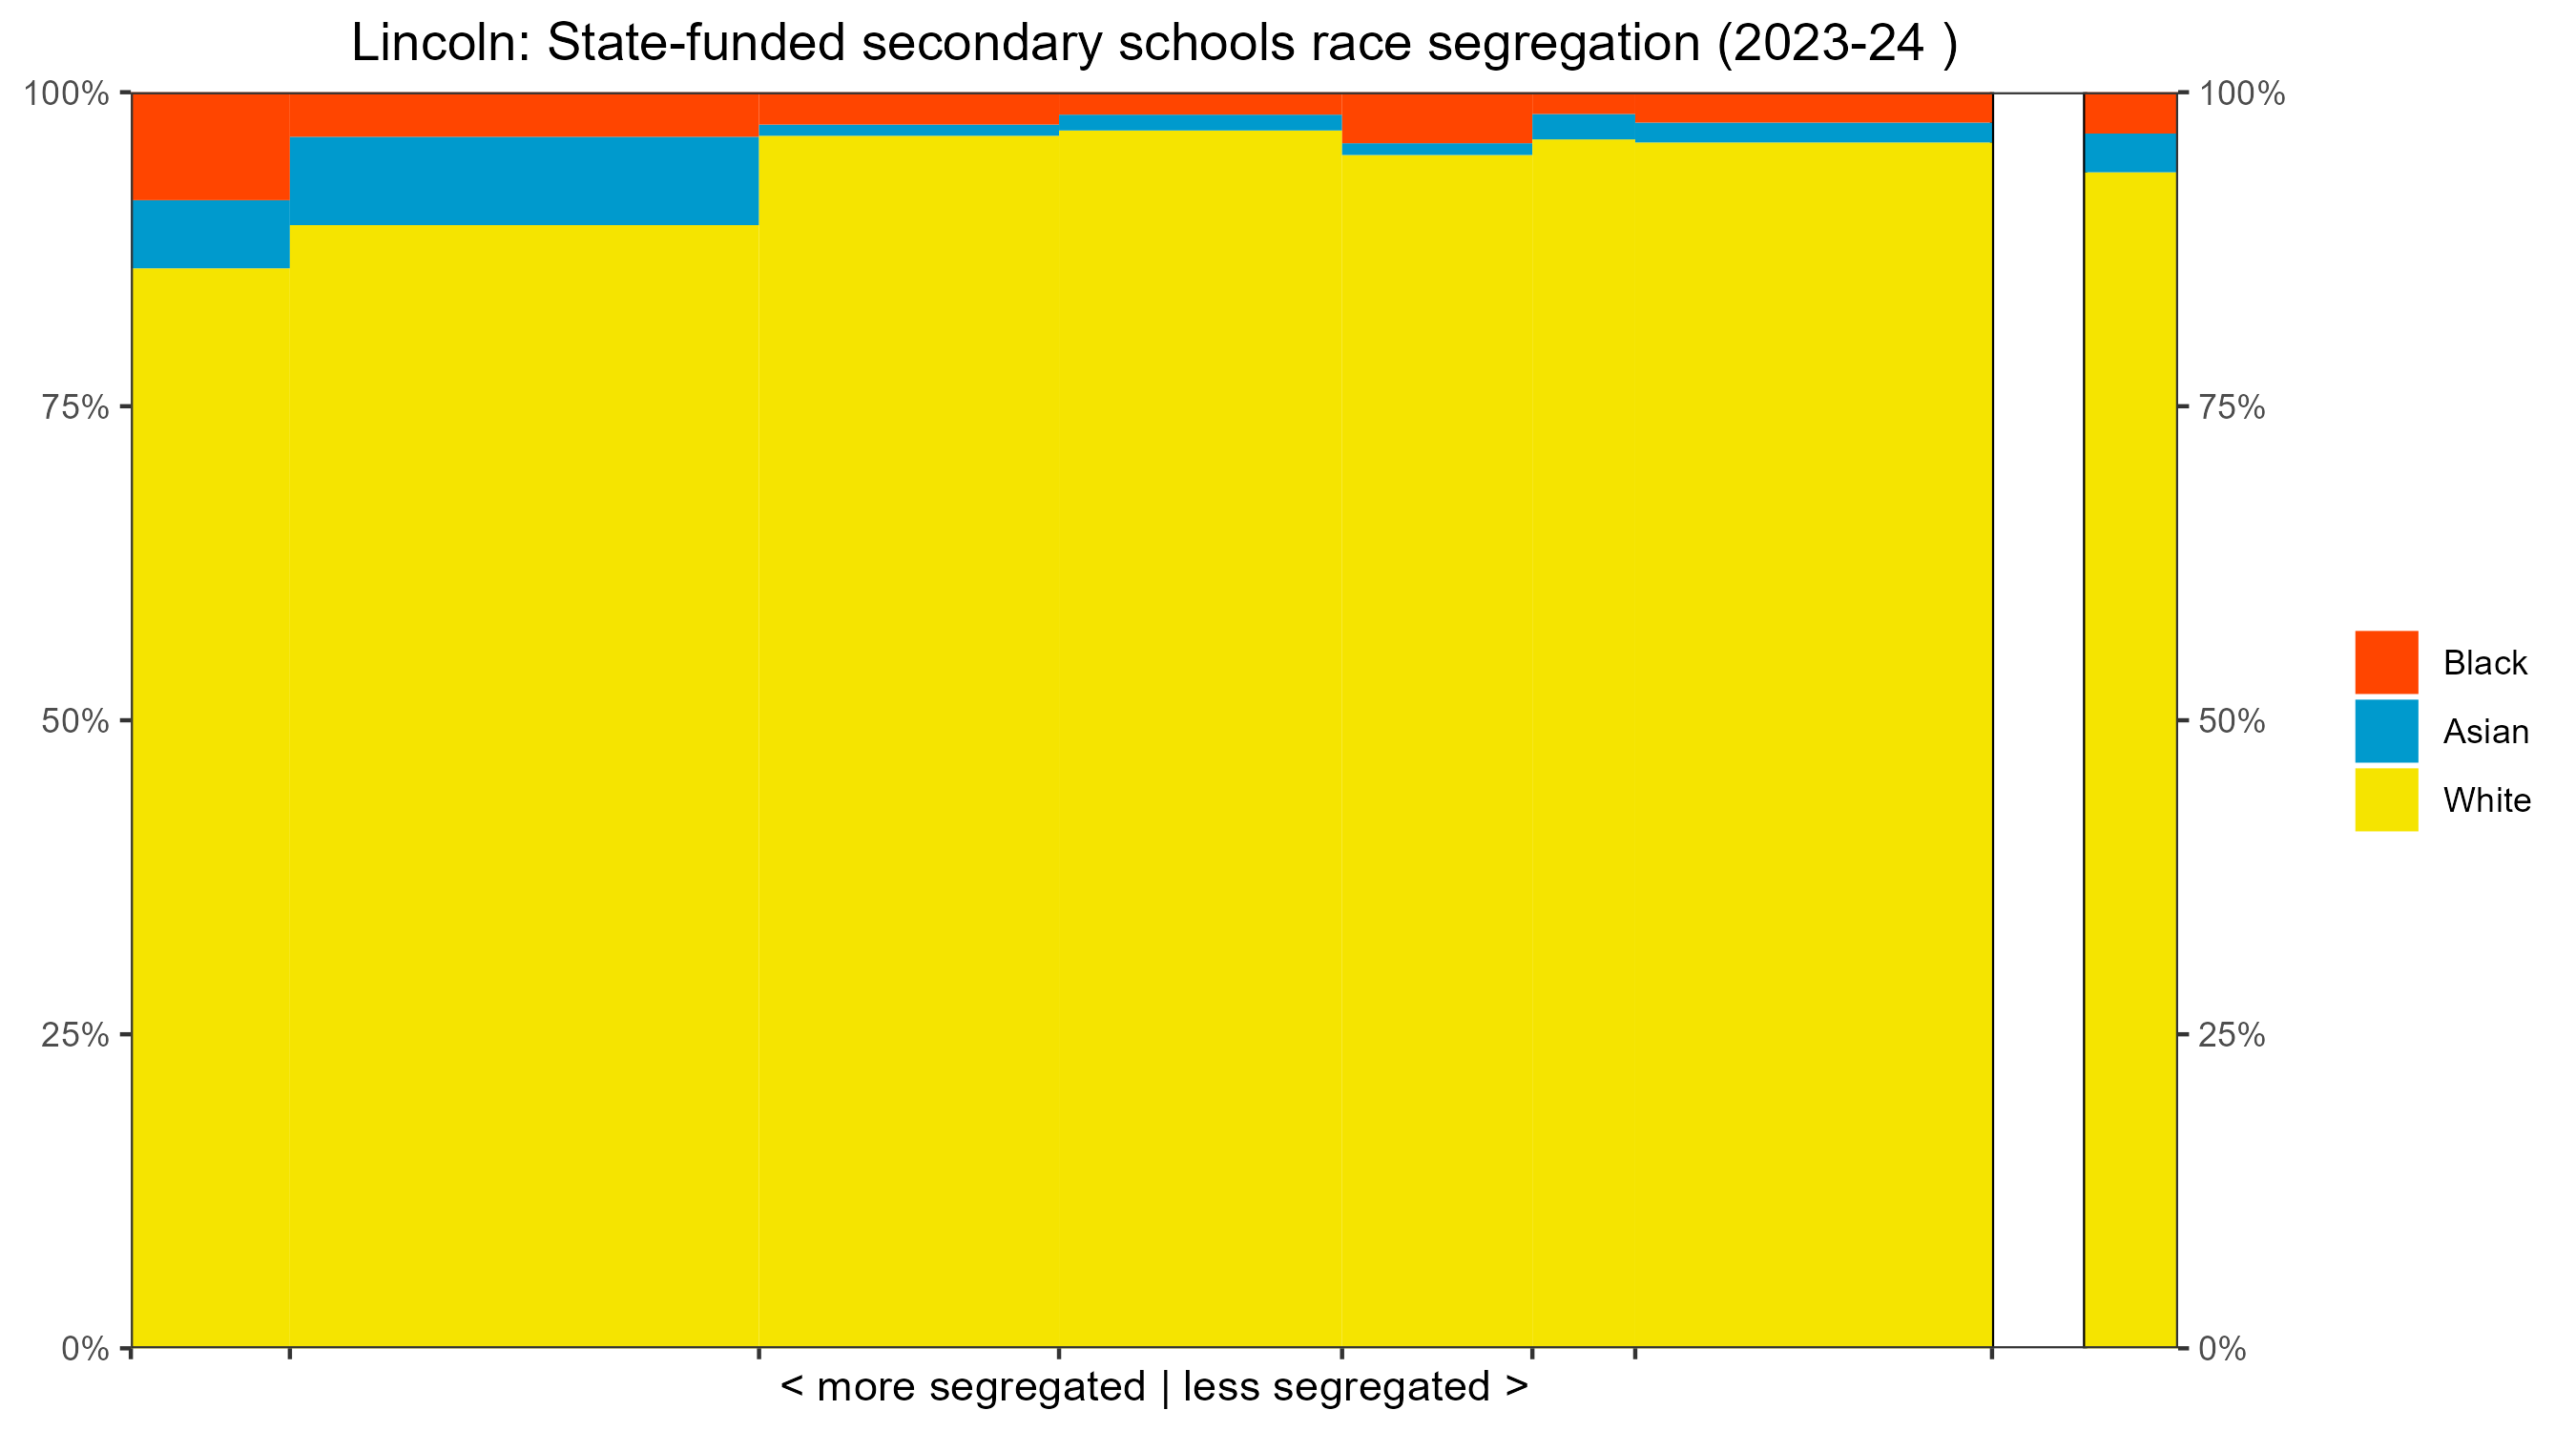 Lincoln: State-funded secondary schools race segregation (2023-24 )
100%
75%
50%
25%
0%
100%
75%
50%
25%
0%
< more segregated | less segregated >
Black
Asian
White